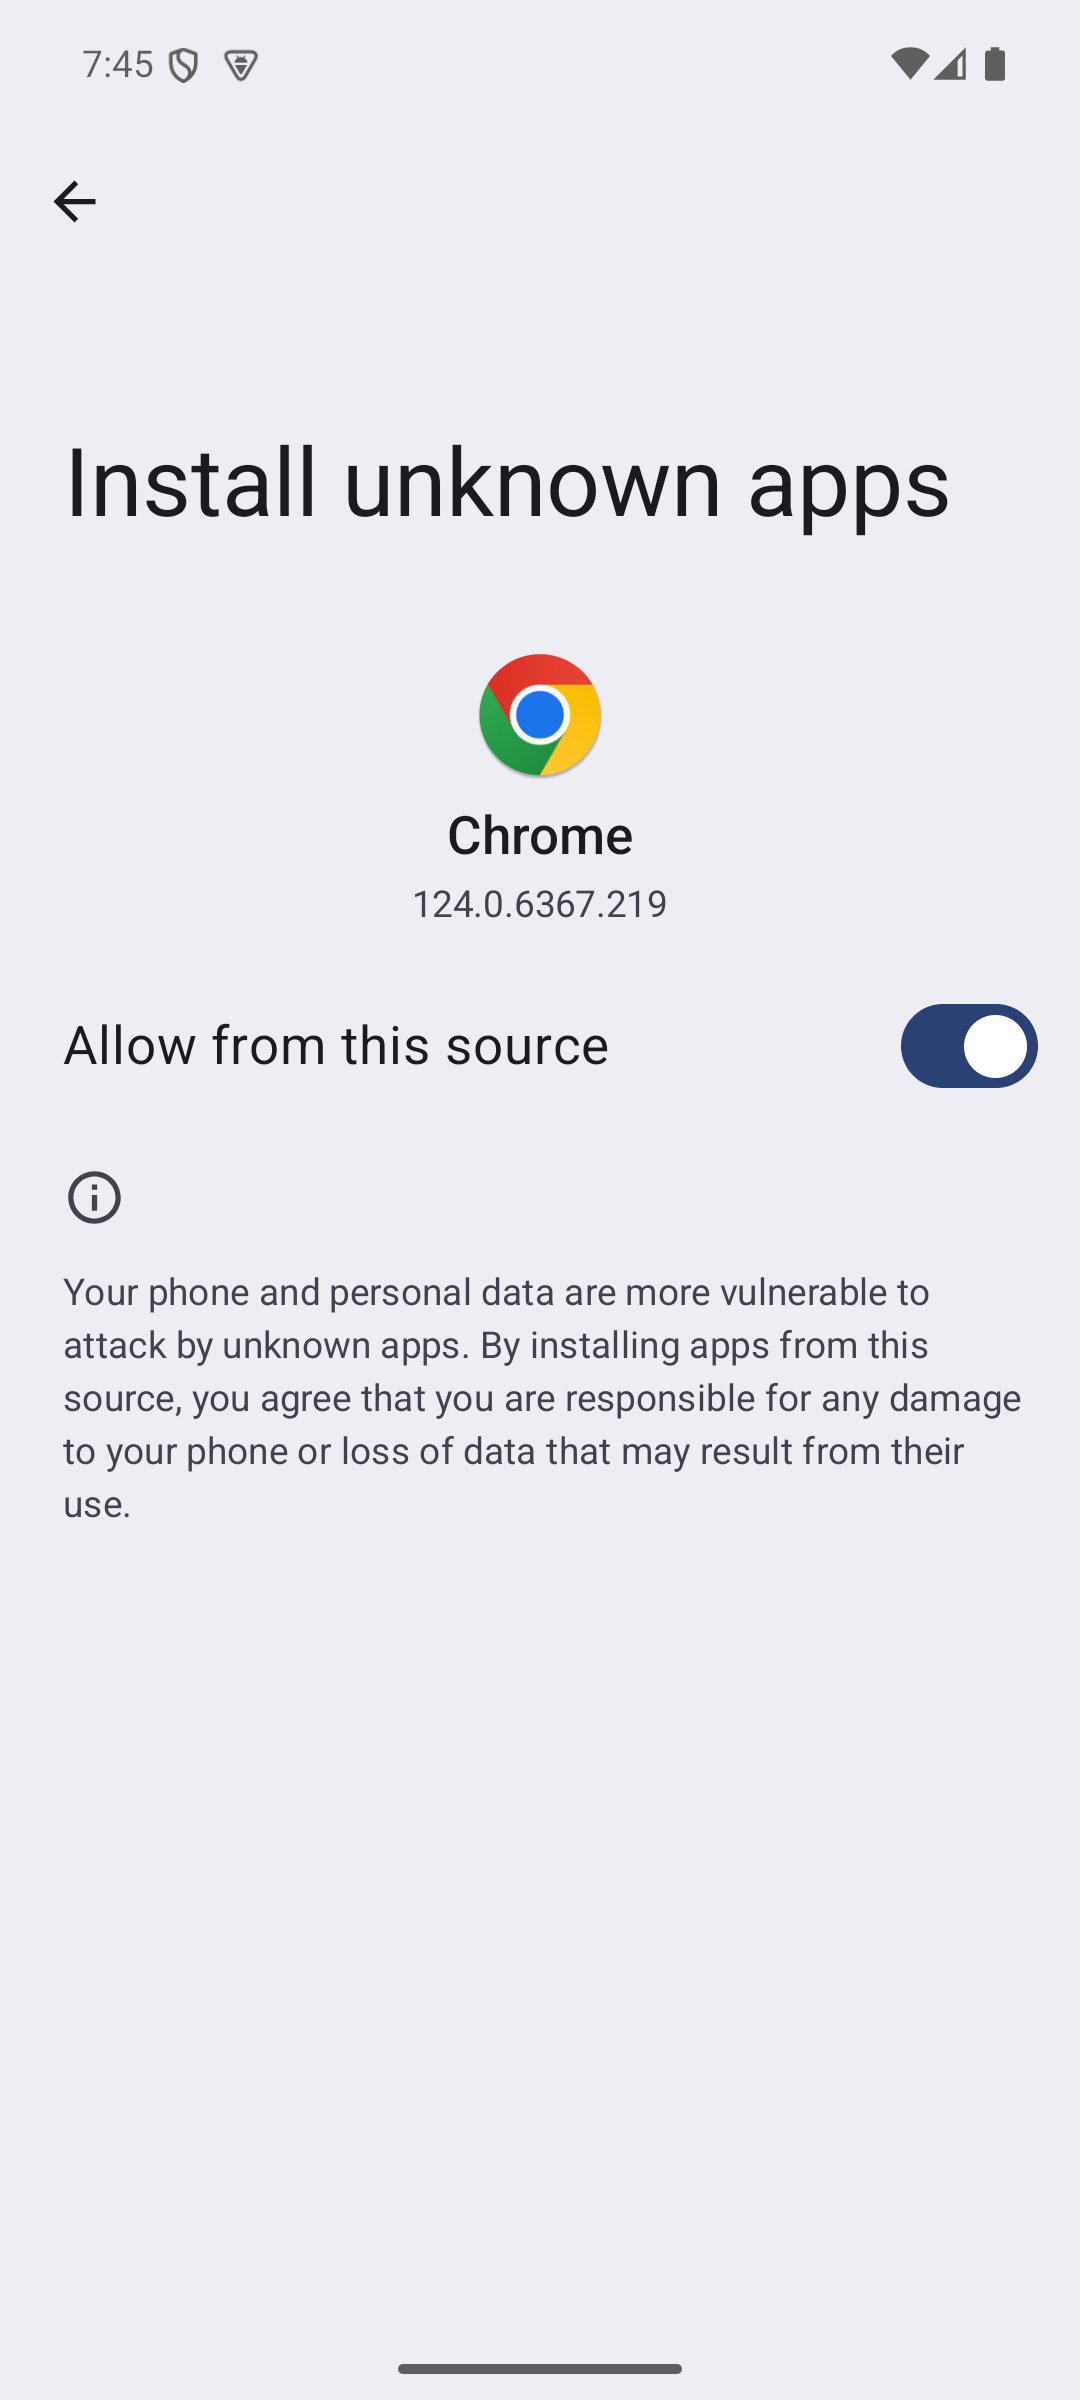 7:45
Install unknown apps
Chrome
124.0.6367.219
Allow from this source
Your phone and personal data are more vulnerable to
attack by unknown apps. By installing apps from this
source, you agree that you are responsible for any damage
to your phone or loss of data that may result from their
use.